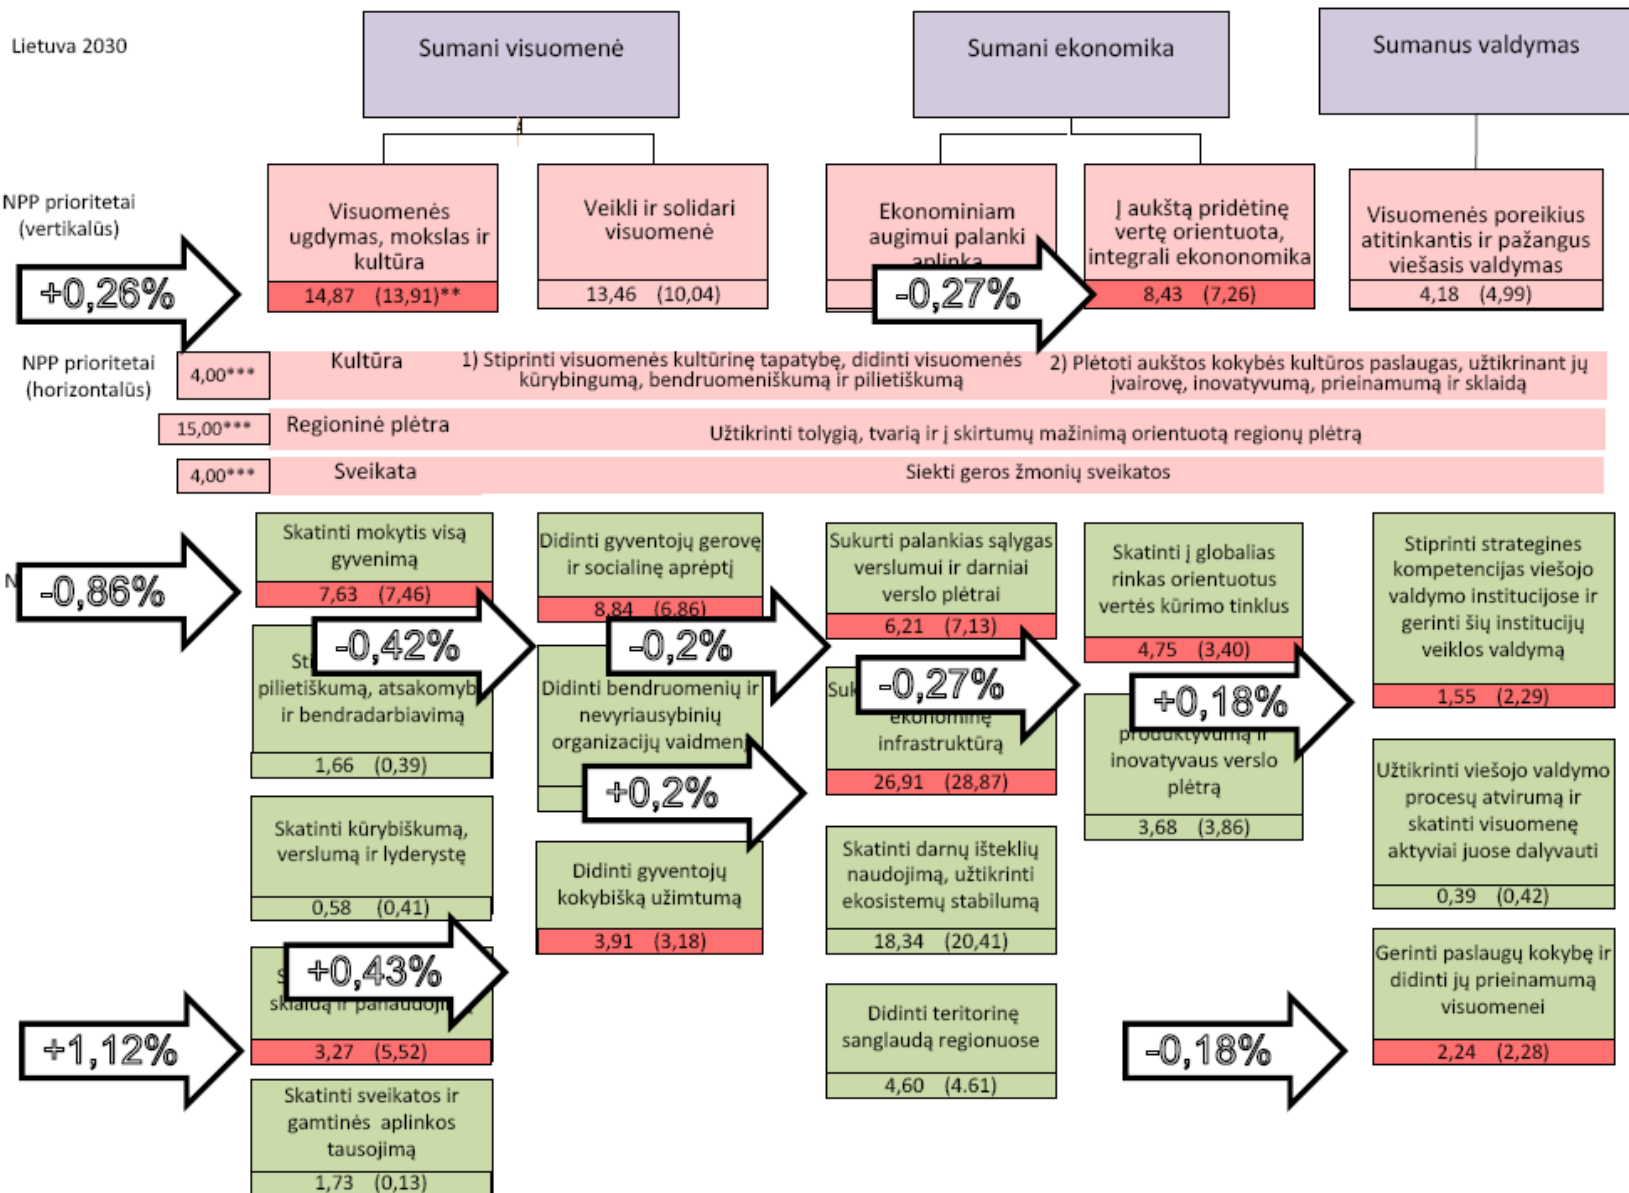 Lietuva 2030
Sumani visuomenė
Sumani ekonomika
Sumanus valdymas
NPP prioritetai
(vertikalūs)
Visuomenės
ugdymas, mokslas ir
kultūra
14,87 (13,91)**
Veikli ir solidari
visuomenė
13,46 (10,04)
Ekonominiam
augimui palanki
aplinka
Į aukštą pridėtinę
vertę orientuota,
integrali ekononomika
8,43 (7,26)
Visuomenės poreikius
atitinkantis ir pažangus
viešasis valdymas
4,18 (4,99)
+0,26%
-0,27%
NPP prioritetai
(horizontalūs)
4,00***
Kultūra
1) Stiprinti visuomenės kultūrinę tapatybę, didinti visuomenės
kūrybingumą, bendruomeniškumą ir pilietiškumą
2) Plėtoti aukštos kokybės kultūros paslaugas, užtikrinant jų
įvairovę, inovatyvumą, prieinamumą ir sklaidą
15,00***
Regioninė plėtra
Užtikrinti tolygią, tvarią ir į skirtumų mažinimą orientuotą regionų plėtrą
4,00***
Sveikata
Siekti geros žmonių sveikatos
-0,86%
Skatinti mokytis visą
gyvenimą
7,63 (7,46)
-0,42%
pilietiškumą,
ir bendradarbiavimą
1,66 (0,39)
Skatinti kūrybiškumą,
verslumą ir lyderystę
0,58 (0,41)
+0,43%
sklaidą ir
+1,12%
3,27 (5,52)
Skatinti sveikatos ir
gamtinės aplinkos
tausojimą
1,73 (0,13)
Didinti gyventojų gerovę
ir socialinę aprėptį
8,84 (6,86)
-0,2%
Didinti bendruomenių ir
nevyriausybinių
organizacijų
+0,2%
Didinti gyventojų
kokybišką užimtumą
3,91 (3,18)
Sukurti palankias sąlygas
verslumui ir darniai
verslo plėtrai
6,21 (7,13)
-0,27%
ekonominę
infrastruktūrą
26,91 (28,87)
Skatinti darnų išteklių
naudojimą, užtikrinti
ekosistemų stabilumą
18,34 (20,41)
Didinti teritorinę
sanglaudą regionuose
4,60 (4.61)
Skatinti į globalias
rinkas orientuotus
vertės kūrimo tinklus
4,75 (3,40)
+0,18%
produktyvumą ir
inovatyvaus verslo
plėtrą
3,68 (3,86)
Stiprinti strategines
kompetencijas viešojo
valdymo institucijose ir
gerinti šių institucijų
veiklos valdymą
1,55 (2,29)
Užtikrinti viešojo valdymo
procesų atvirumą ir
skatinti visuomenę
aktyviai juose dalyvauti
0,39 (0,42)
Gerinti paslaugų kokybę ir
didinti jų prieinamumą
visuomenei
-0,18%
2,24 (2,28)